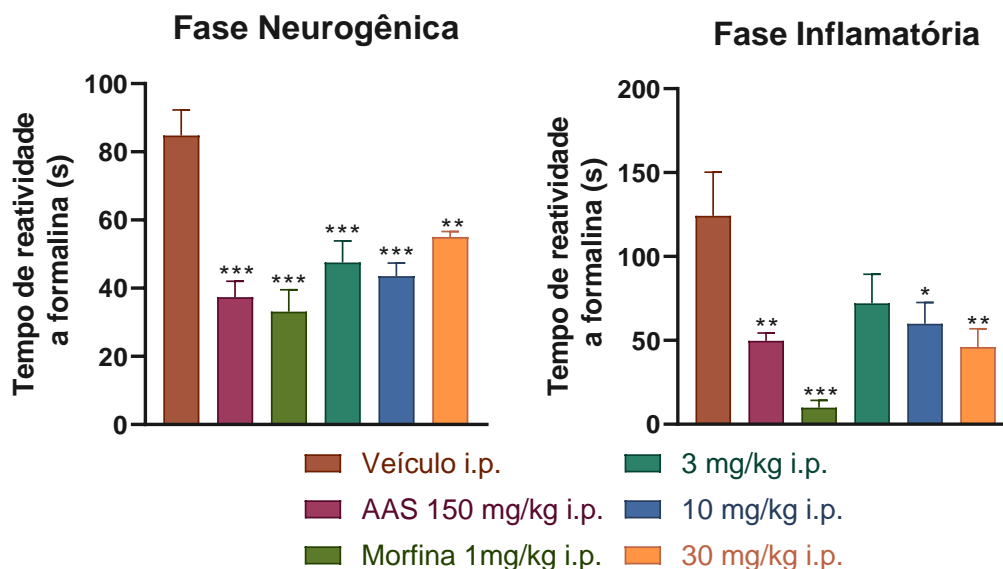 Fase Neurogênica
Tempo de reatividade
a formalina (s)
100
80
60
40
20
0
***
***
***
***
**
Fase Inflamatória
Tempo de reatividade
a formalina (s)
200
150
100
50
0
**
***
*
**
Veículo i.p.
AAS 150 mg/kg i.p.
Morfina 1mg/kg i.p.
3 mg/kg i.p.
10 mg/kg i.p.
30 mg/kg i.p.